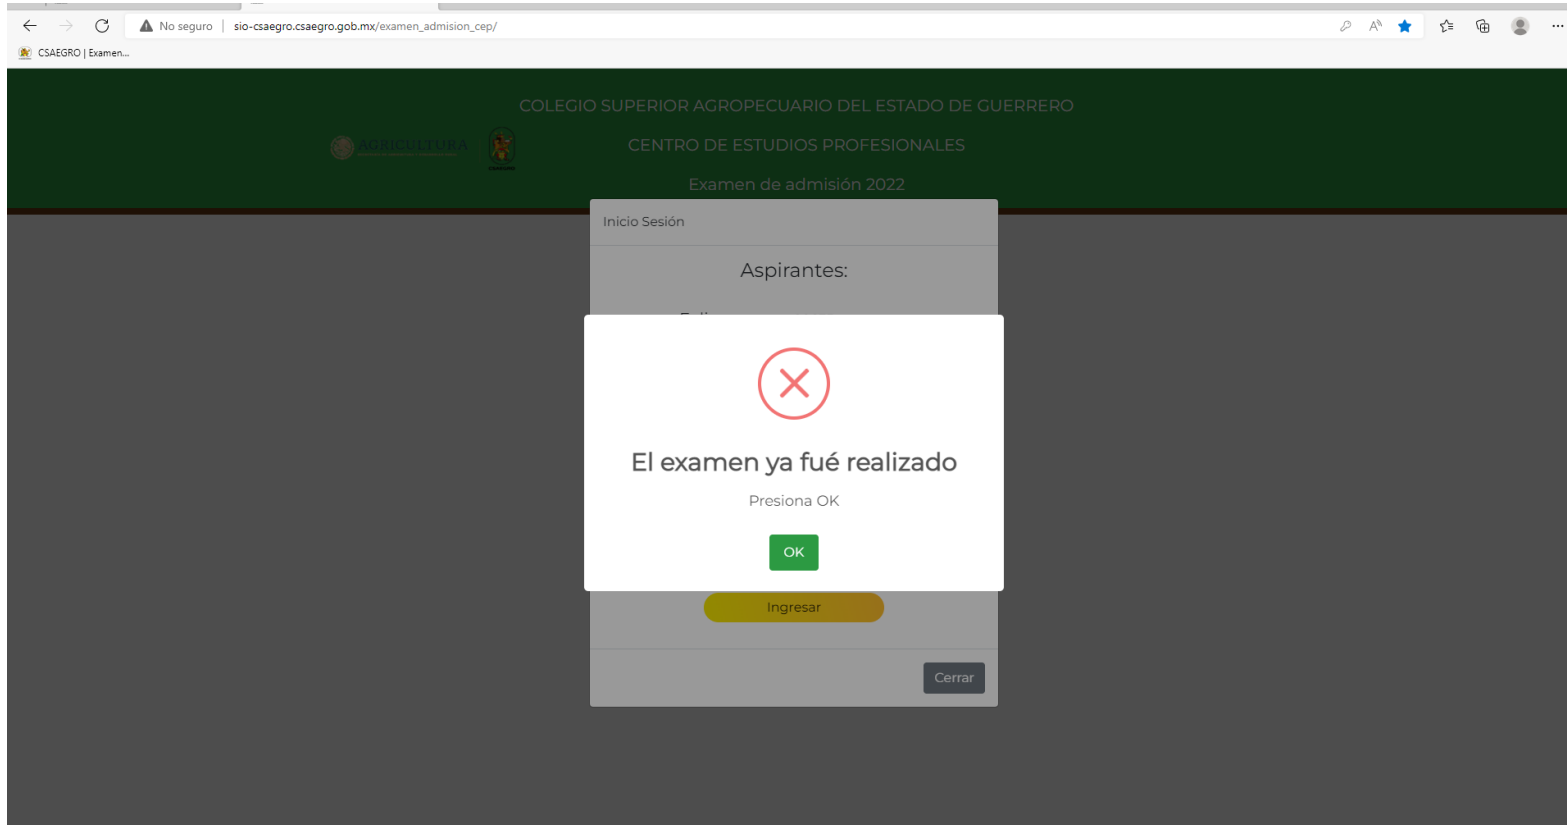 No seguro | sio-csaegro.csaegro.gob.mx/examen_admision_cep/
CSAEGRO | Examen...
COLEGIO SUPERIOR AGROPECUARIO DEL ESTADO DE GUERRERO
AGRICULTURA
CENTRO DE ESTUDIOS PROFESIONALES
Examen de admisión 2022
Inicio Sesión
Aspirantes:
El examen ya fué realizado
Presiona OK
OK
Ingresar
Cerrar